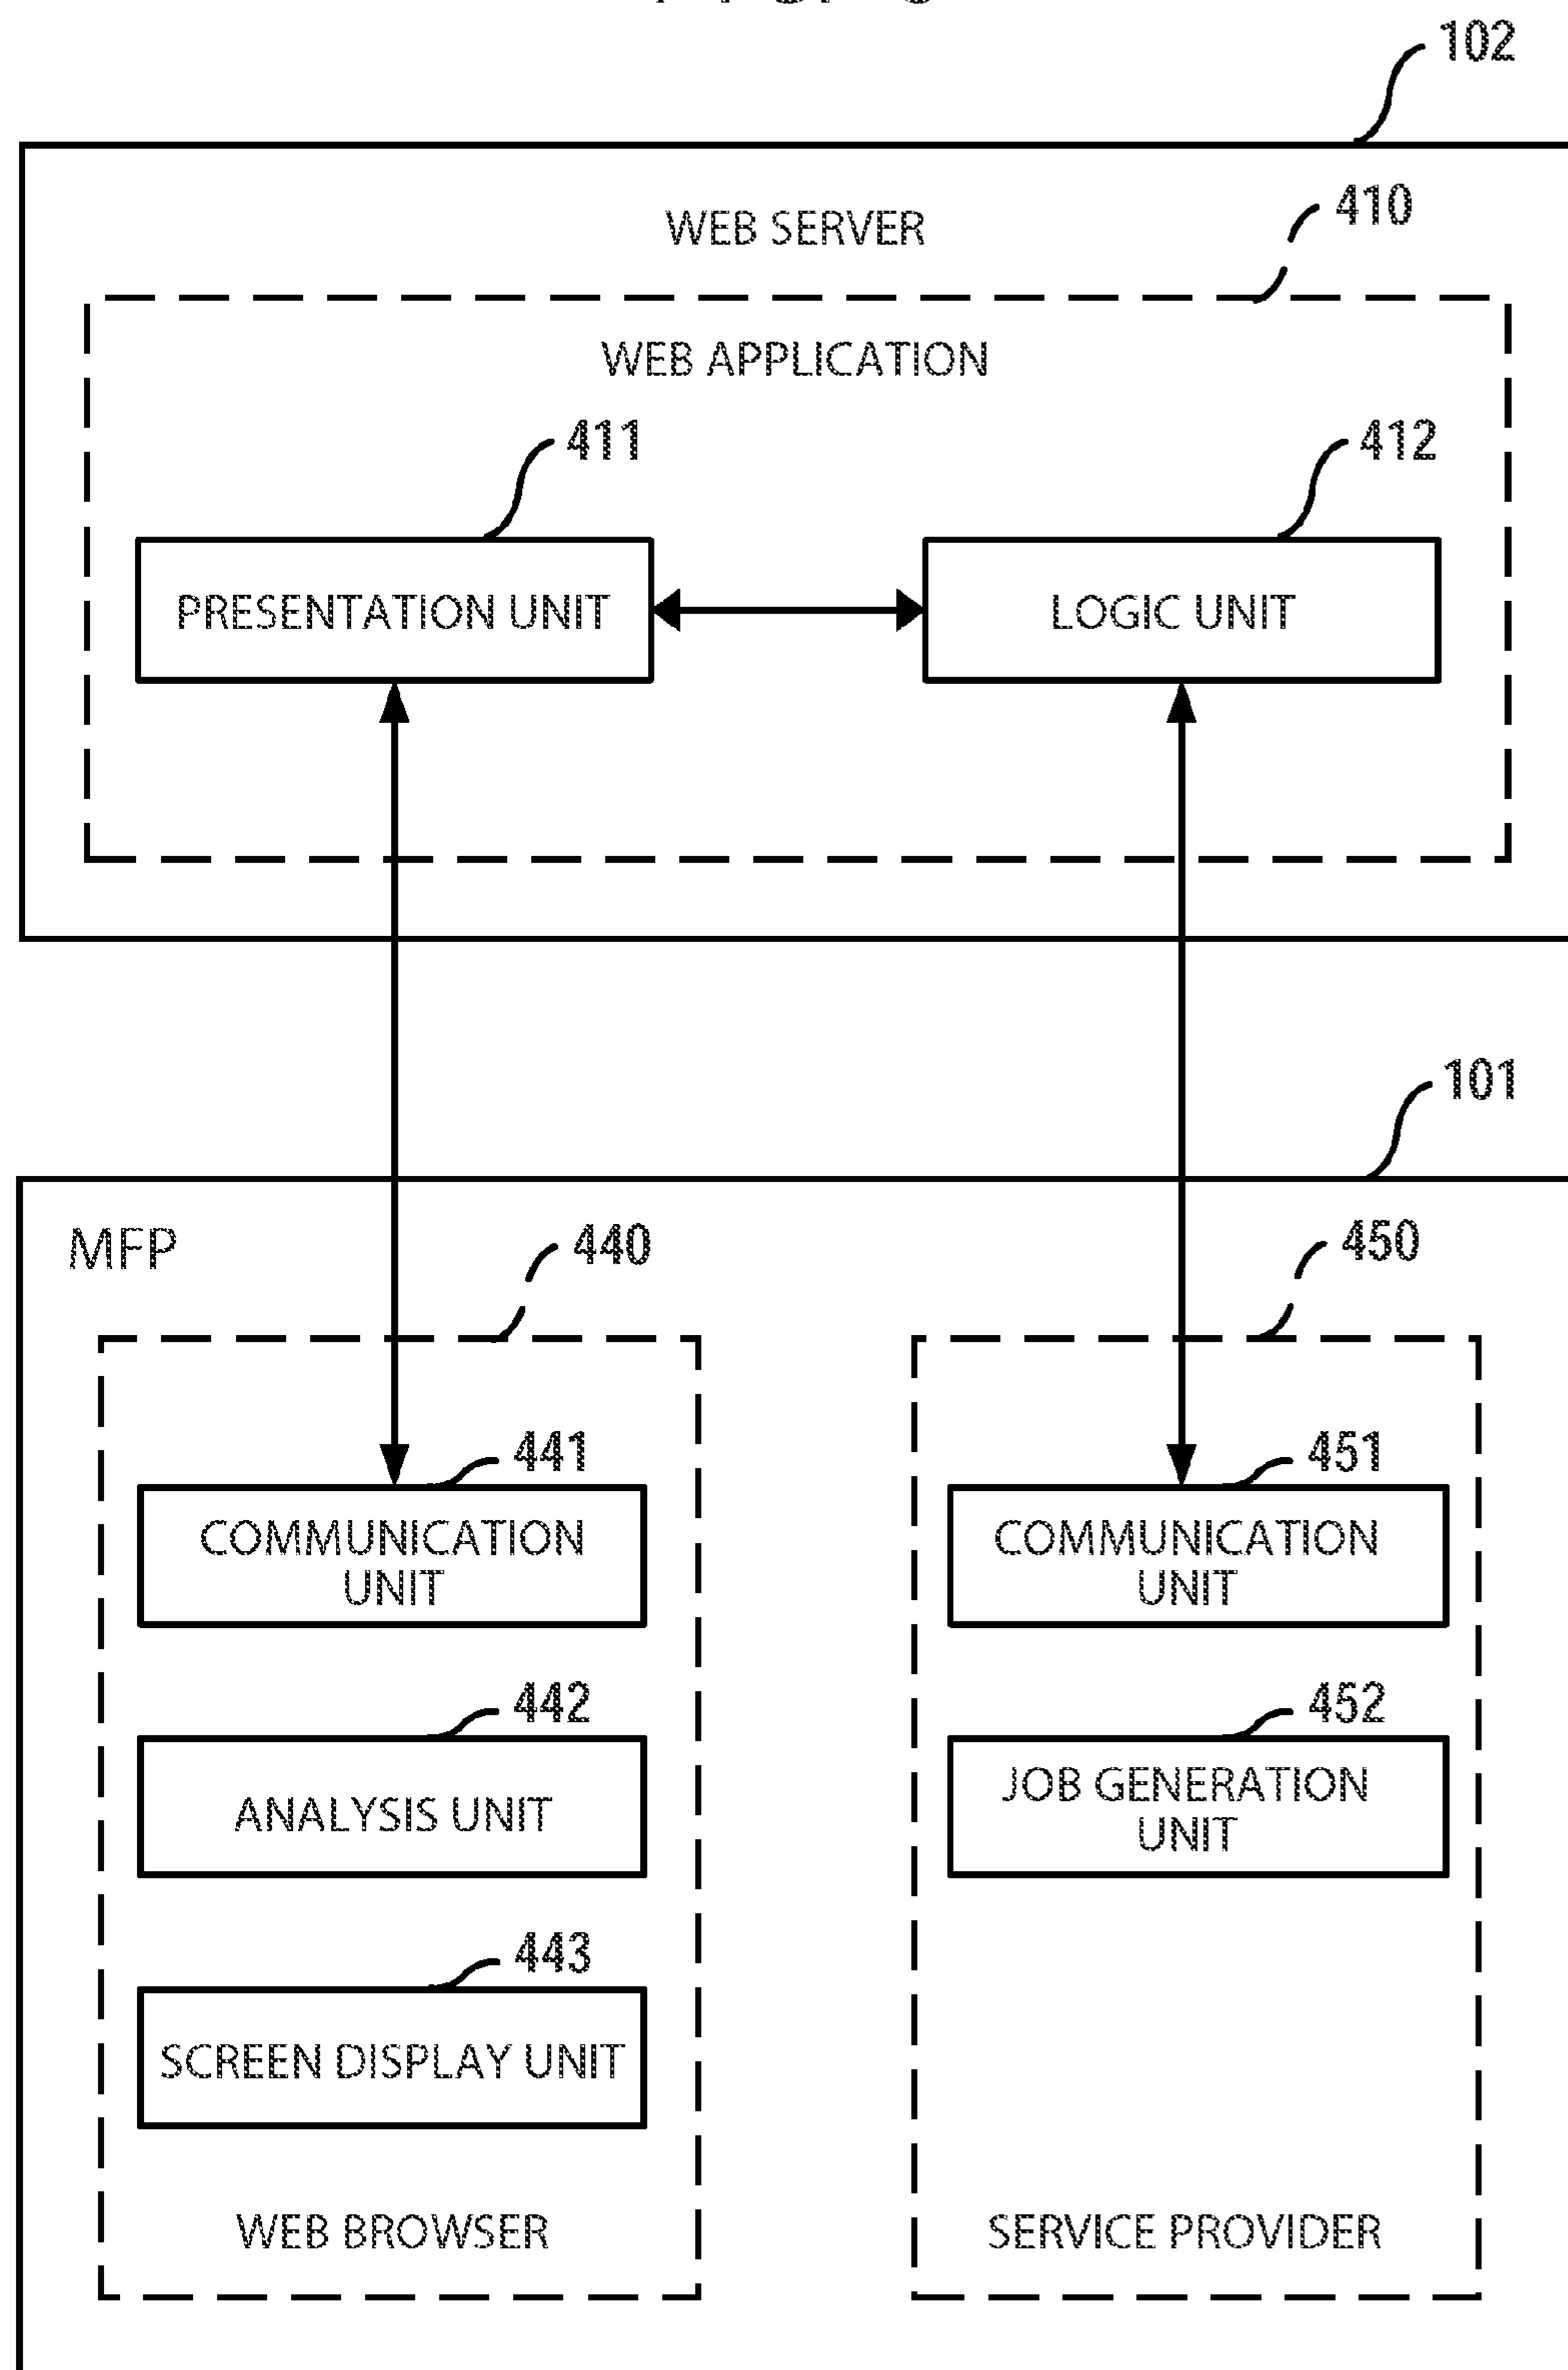 102
WEB SERVER
410
WEB APPLICATION
411
412
PRESENTATION UNIT
LOGIC UNIT
101
MFP
440
450
441
451
COMMUNICATION
UNIT
COMMUNICATION
UNIT
442
452
ANALYSIS UNIT
JOB GENERATION
UNIT
443
SCREEN DISPLAY UNIT
WEB BROWSER
SERVICE PROVIDER